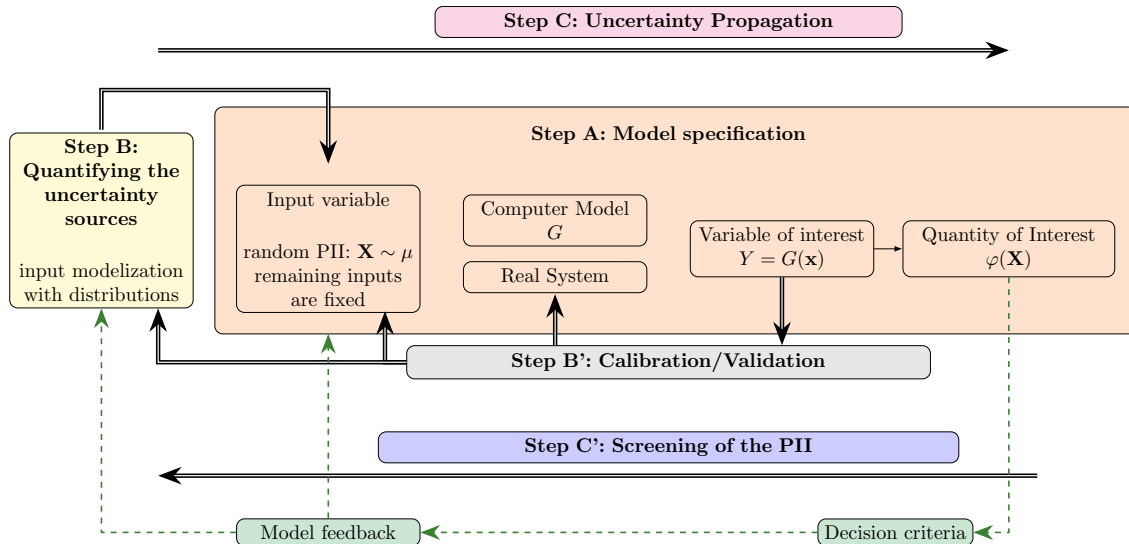 Step C: Uncertainty Propagation
Step A: Model specification
Step B:
Quantifying the
uncertainty
sources
input modelization
with distributions
Input variable
random PII: X ∼ μ
remaining inputs
are fixed
Computer Model
G
Real System
Variable of interest
Y = G(x)
Quantity of Interest
φ(X)
Step B’: Calibration/Validation
Step C’: Screening of the PII
Model feedback
Decision criteria